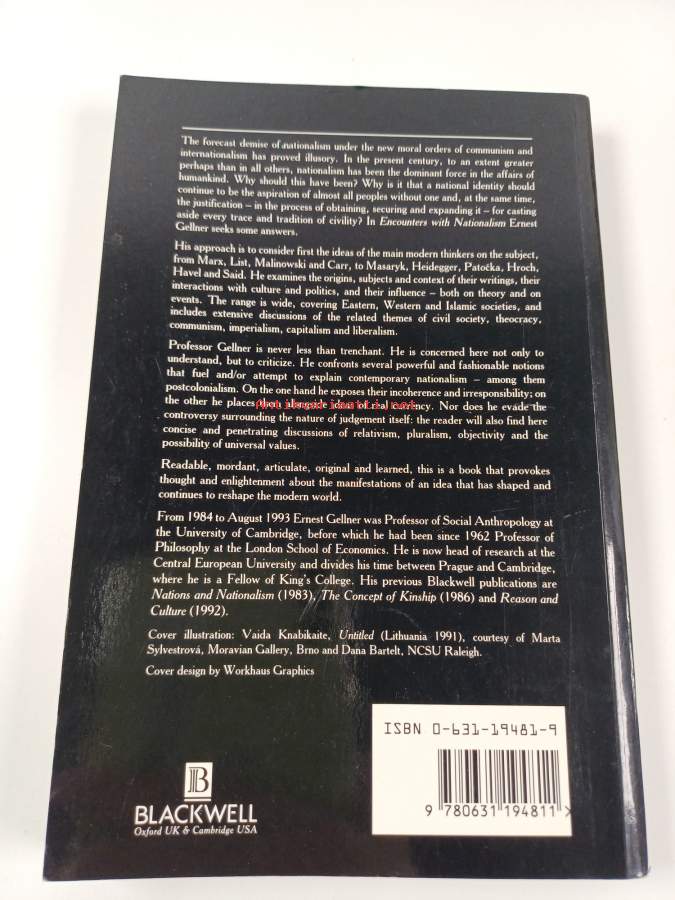 The forecast demise of nationalism under the new moral orders of communism and
internationalism has proved illusory. In the present century, to an extent greater
perhaps than in all others, nationalism has been the dominant force in the affairs of
humankind. Why should this have been? Why is it that a national identity should
continue to be the aspiration of almost all peoples without one and, at the same time,
the justification – in the process of obtaining, securing and expanding it – for casting
aside every trace and tradition of civility? In Encounters with Nationalism Ernest
Gellner seeks some answers.
His approach is to consider first the ideas of the main modern thinkers on the subject,
from Marx, List, Malinowski and Carr, to Masaryk, Heidegger, Patočka, Hroch,
Havel and Said. He examines the origins, subjects and context of their writings, their
interactions with culture and politics, and their influence – both on theory and on
events. The range is wide, covering Eastern, Western and Islamic societies, and
includes extensive discussions of the related themes of civil society, theocracy,
communism, imperialism, capitalism and liberalism.
Professor Gellner is never less than trenchant. He is concerned here not only to
understand, but to criticize. He confronts several powerful and fashionable notions
that fuel and/or attempt to explain contemporary nationalism – among them
postcolonialism. On the one hand he exposes their incoherence and irresponsibility; on
the other he places them alongside ideas of real currency. Nor does he evade the
controversy surrounding the nature of judgement itself: the reader will also find here
concise and penetrating discussions of relativism, pluralism, objectivity and the
possibility of universal values.
Readable, mordant, articulate, original and learned, this is a book that provokes
thought and enlightenment about the manifestations of an idea that has shaped and
continues to reshape the modern world.
From 1984 to August 1993 Ernest Gellner was Professor of Social Anthropology at
the University of Cambridge, before which he had been since 1962 Professor of
Philosophy at the London School of Economics. He is now head of research at the
Central European University and divides his time between Prague and Cambridge,
where he is a Fellow of King's College. His previous Blackwell publications are
Nations and Nationalism (1983), The Concept of Kinship (1986) and Reason and
Culture (1992).
Cover illustration: Vaida Knabikaite, Untitled (Lithuania 1991), courtesy of Marta
Sylvestrová, Moravian Gallery, Brno and Dana Bartelt, NCSU Raleigh.
Cover design by Workhaus Graphics
ISBN 0-631-19481-9
9 780631 194811 >
B
BLACKWELL
Oxford UK & Cambridge USA